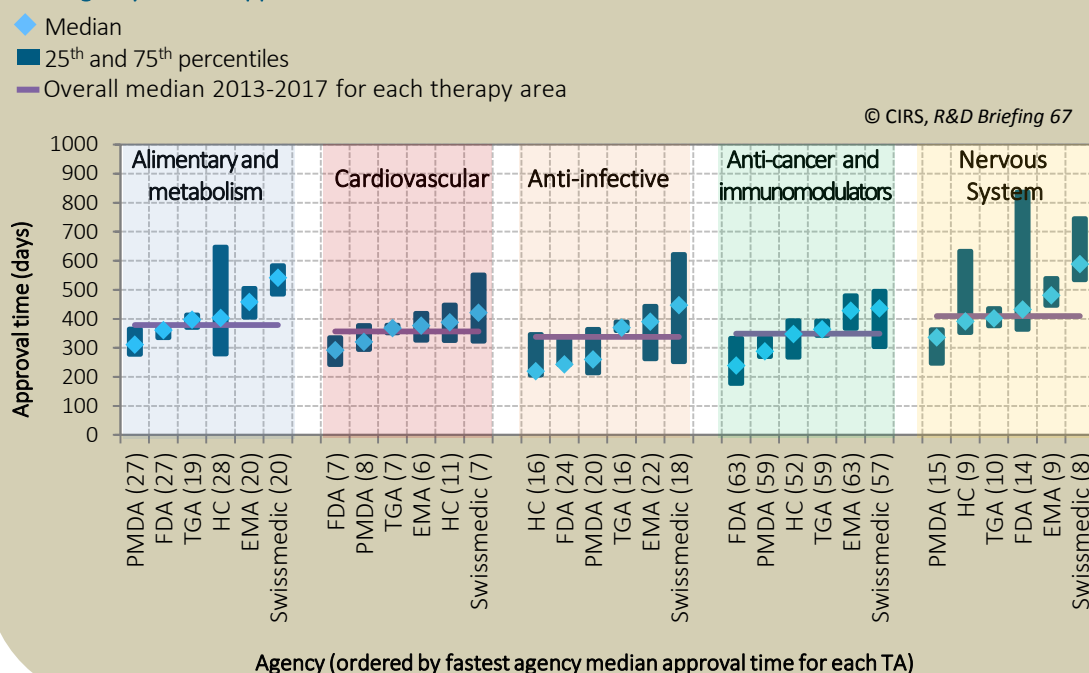 Median
25th and 75th percentiles
Overall median 2013-2017 for each therapy area
© CIRS, R&D Briefing 67
Approval time (days)
1000
900
800
700
600
500
400
300
200
100
0
Alimentary and
metabolism
Cardiovascular
Anti-infective
Anti-cancer and
immunomodulators
Nervous
System
PMDA (27)
FDA (27)
TGA (19)
HC (28)
EMA (20)
Swissmedic (20)
FDA (7)
PMDA (8)
TGA (7)
EMA (6)
HC (11)
Swissmedic (7)
HC (16)
FDA (24)
PMDA (20)
TGA (16)
EMA (22)
Swissmedic (18)
FDA (63)
PMDA (59)
HC (52)
TGA (59)
EMA (63)
Swissmedic (57)
PMDA (15)
HC (9)
TGA (10)
FDA (14)
EMA (9)
Swissmedic (8)
Agency (ordered by fastest agency median approval time for each TA)